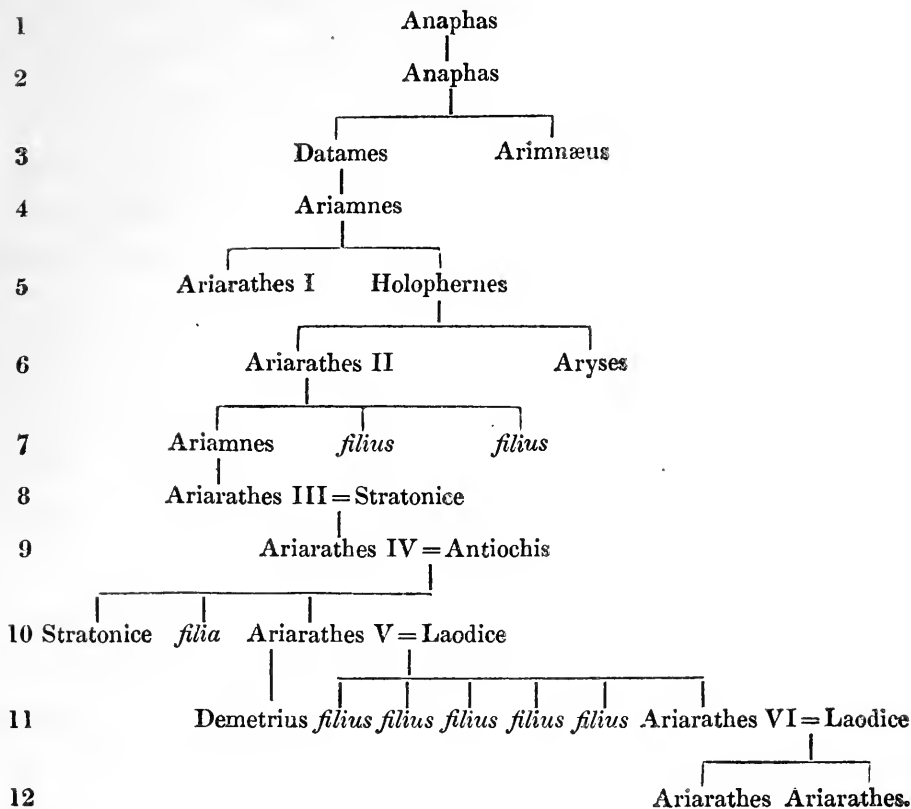 1 Anaphas
2 Anaphas
3 Datames Arimnæus
4 Ariamnes
5 Ariarathes I Holophernes
6 Ariarathes II Aryses
7 Ariamnes filius filius
8 Ariarathes III = Stratonice
9 Ariarathes IV = Antiochis
10 Stratonice filia Ariarathes V = Laodice
11 Demetrius filius filius filius filius filius Ariarathes VI = Laodice
12 Ariarathes Ariarathes.